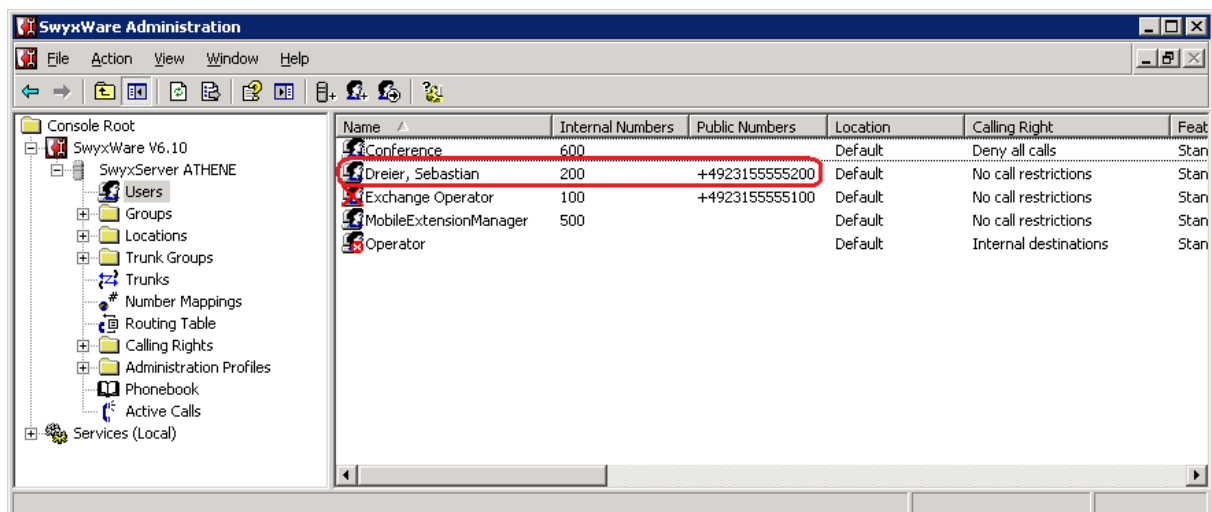 SwyxWare Administration
File Action View Window Help
Console Root
SwyxWare V6.10
SwyxServer ATHENE
Users
Groups
Locations
Trunk Groups
Trunks
Number Mappings
Routing Table
Calling Rights
Administration Profiles
Phonebook
Active Calls
Services (Local)
Name Internal Numbers Public Numbers Location Calling Right Feat
Conference 600 Default Deny all calls Stan
Dreier, Sebastian 200 +4923155555200 Default No call restrictions Stan
Exchange Operator 100 +4923155555100 Default No call restrictions Stan
MobileExtensionManager 500 Default No call restrictions Stan
Operator Default Internal destinations Stan